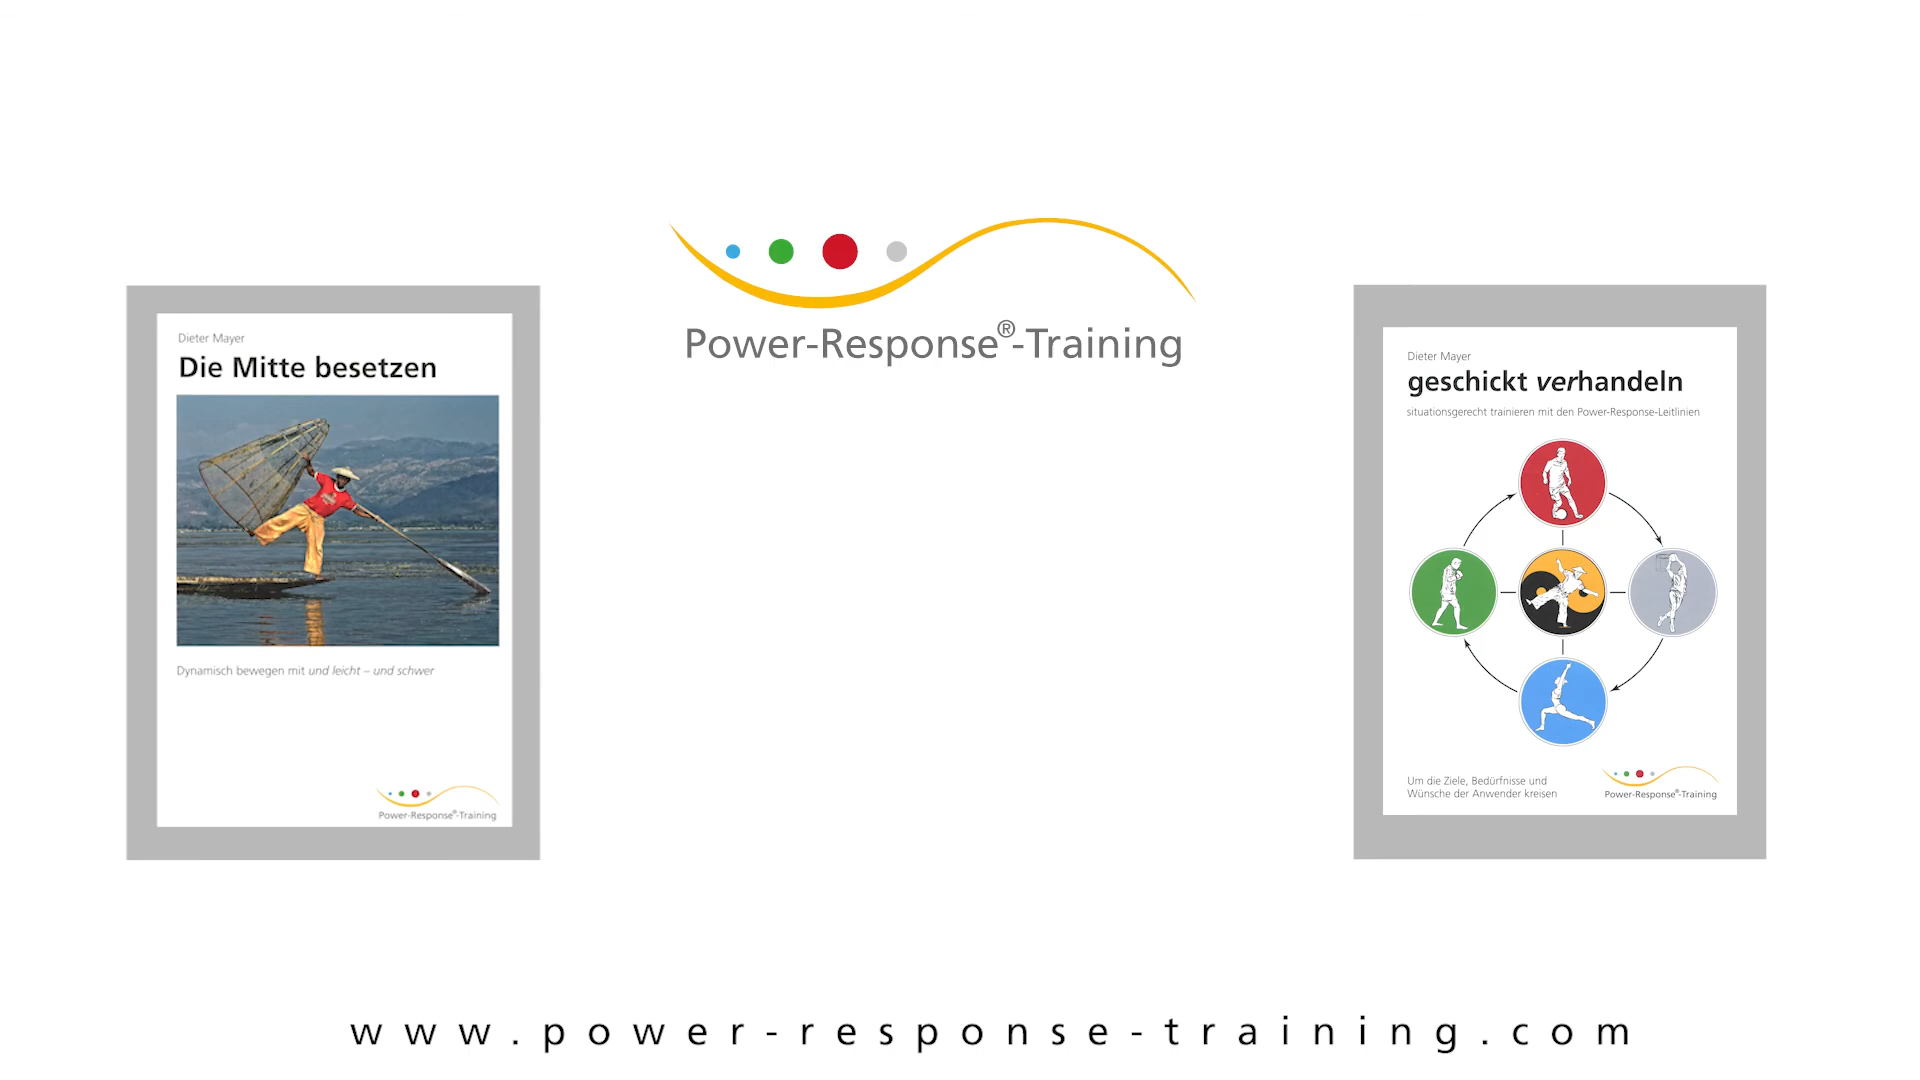 Power-Response®-Training
Dieter Mayer
Die Mitte besetzen
Dynamisch bewegen mit und leicht – und schwer
Power-Response®-Training
Dieter Mayer
geschickt verhandeln
situationsgerecht trainieren mit den Power-Response-Leitlinien
Um die Ziele, Bedürfnisse und
Wünsche der Anwender kreisen
Power-Response®-Training
www.power-response-training.com